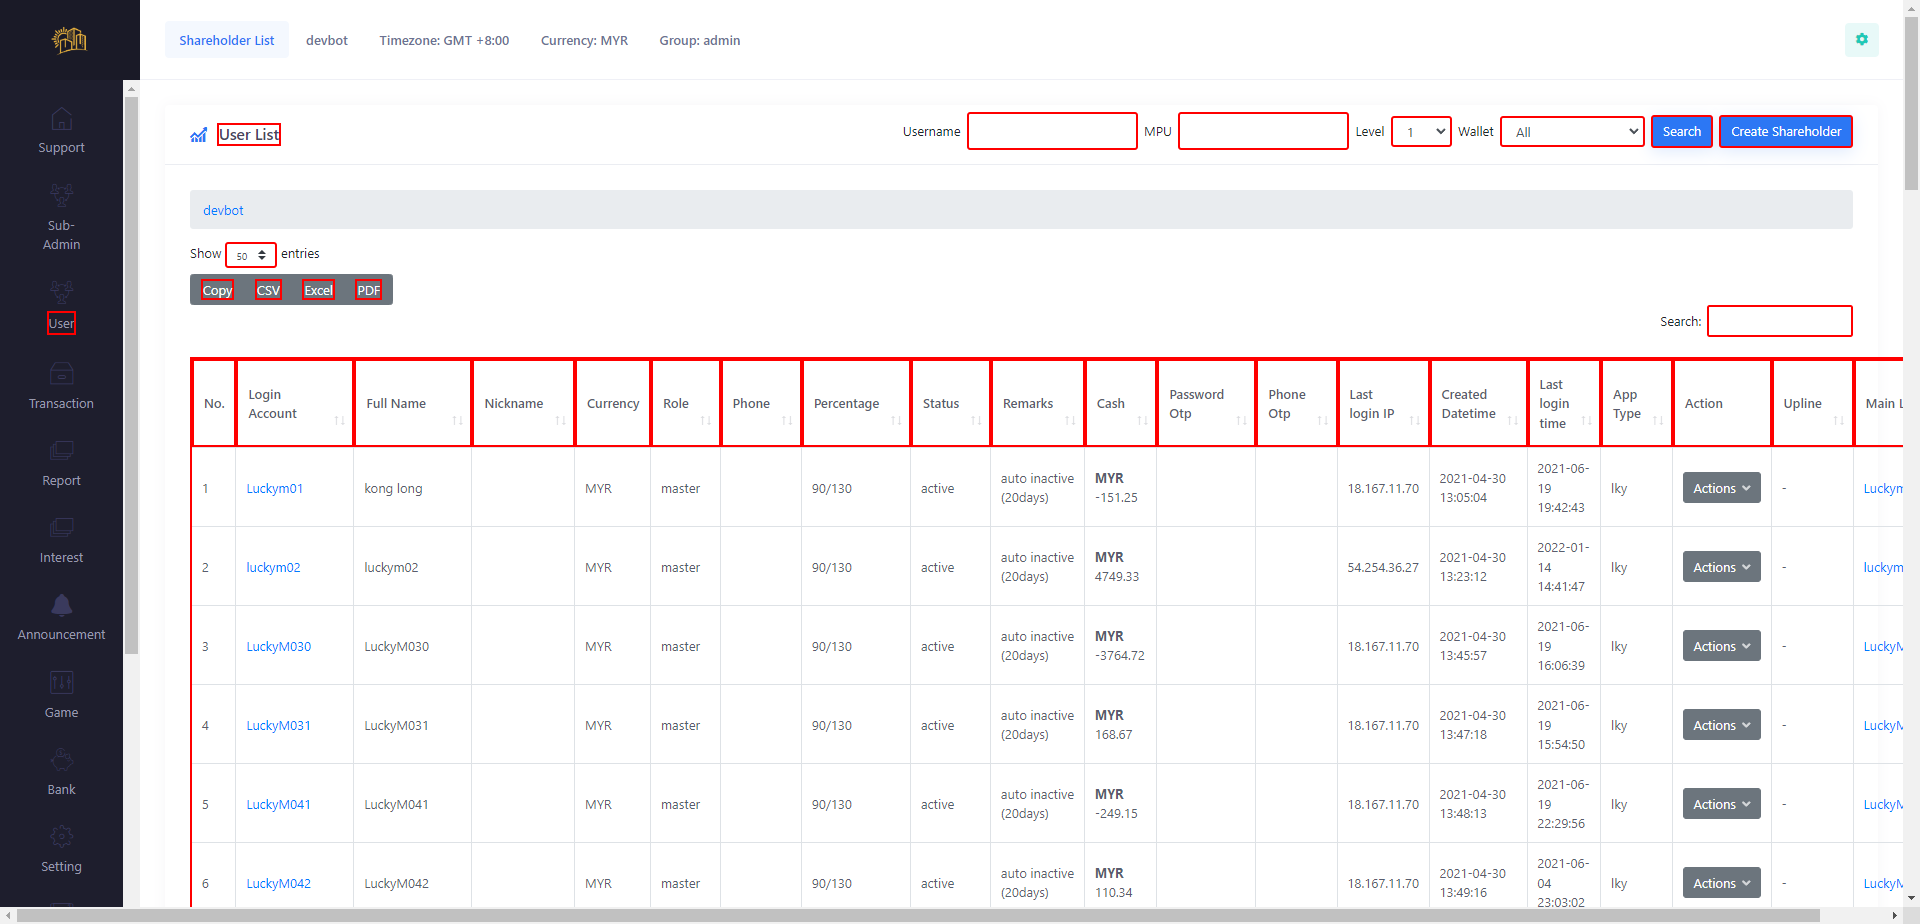 Shareholder List devbot Timezone: GMT +8:00 Currency: MYR Group: admin
Support
Sub-
Admin
User
Transaction
Report
Interest
Announcement
Game
Bank
Setting
User List Username MPU Level 1 Wallet All Search Create Shareholder
devbot
Show 50 entries
Copy CSV Excel PDF
Search:
No. Login Account Full Name Nickname Currency Role Phone Percentage Status Remarks Cash Password Otp Phone Otp Last login IP Created Datetime Last login time App Type Action Upline Main L
1 Luckym01 kong long MYR master 90/130 active auto inactive (20days) MYR -151.25 18.167.11.70 2021-04-30 13:05:04 2021-06-19 19:42:43 lky Actions - Luckym
2 luckym02 luckym02 MYR master 90/130 active auto inactive (20days) MYR 4749.33 54.254.36.27 2021-04-30 13:23:12 2022-01-14 14:41:47 lky Actions - luckym
3 LuckyM030 LuckyM030 MYR master 90/130 active auto inactive (20days) MYR -3764.72 18.167.11.70 2021-04-30 13:45:57 2021-06-19 16:06:39 lky Actions - LuckyM
4 LuckyM031 LuckyM031 MYR master 90/130 active auto inactive (20days) MYR 168.67 18.167.11.70 2021-04-30 13:47:18 2021-06-19 15:54:50 lky Actions - LuckyM
5 LuckyM041 LuckyM041 MYR master 90/130 active auto inactive (20days) MYR -249.15 18.167.11.70 2021-04-30 13:48:13 2021-06-19 22:29:56 lky Actions - LuckyM
6 LuckyM042 LuckyM042 MYR master 90/130 active auto inactive (20days) MYR 110.34 18.167.11.70 2021-04-30 13:49:16 2021-06-04 23:03:02 lky Actions - LuckyM